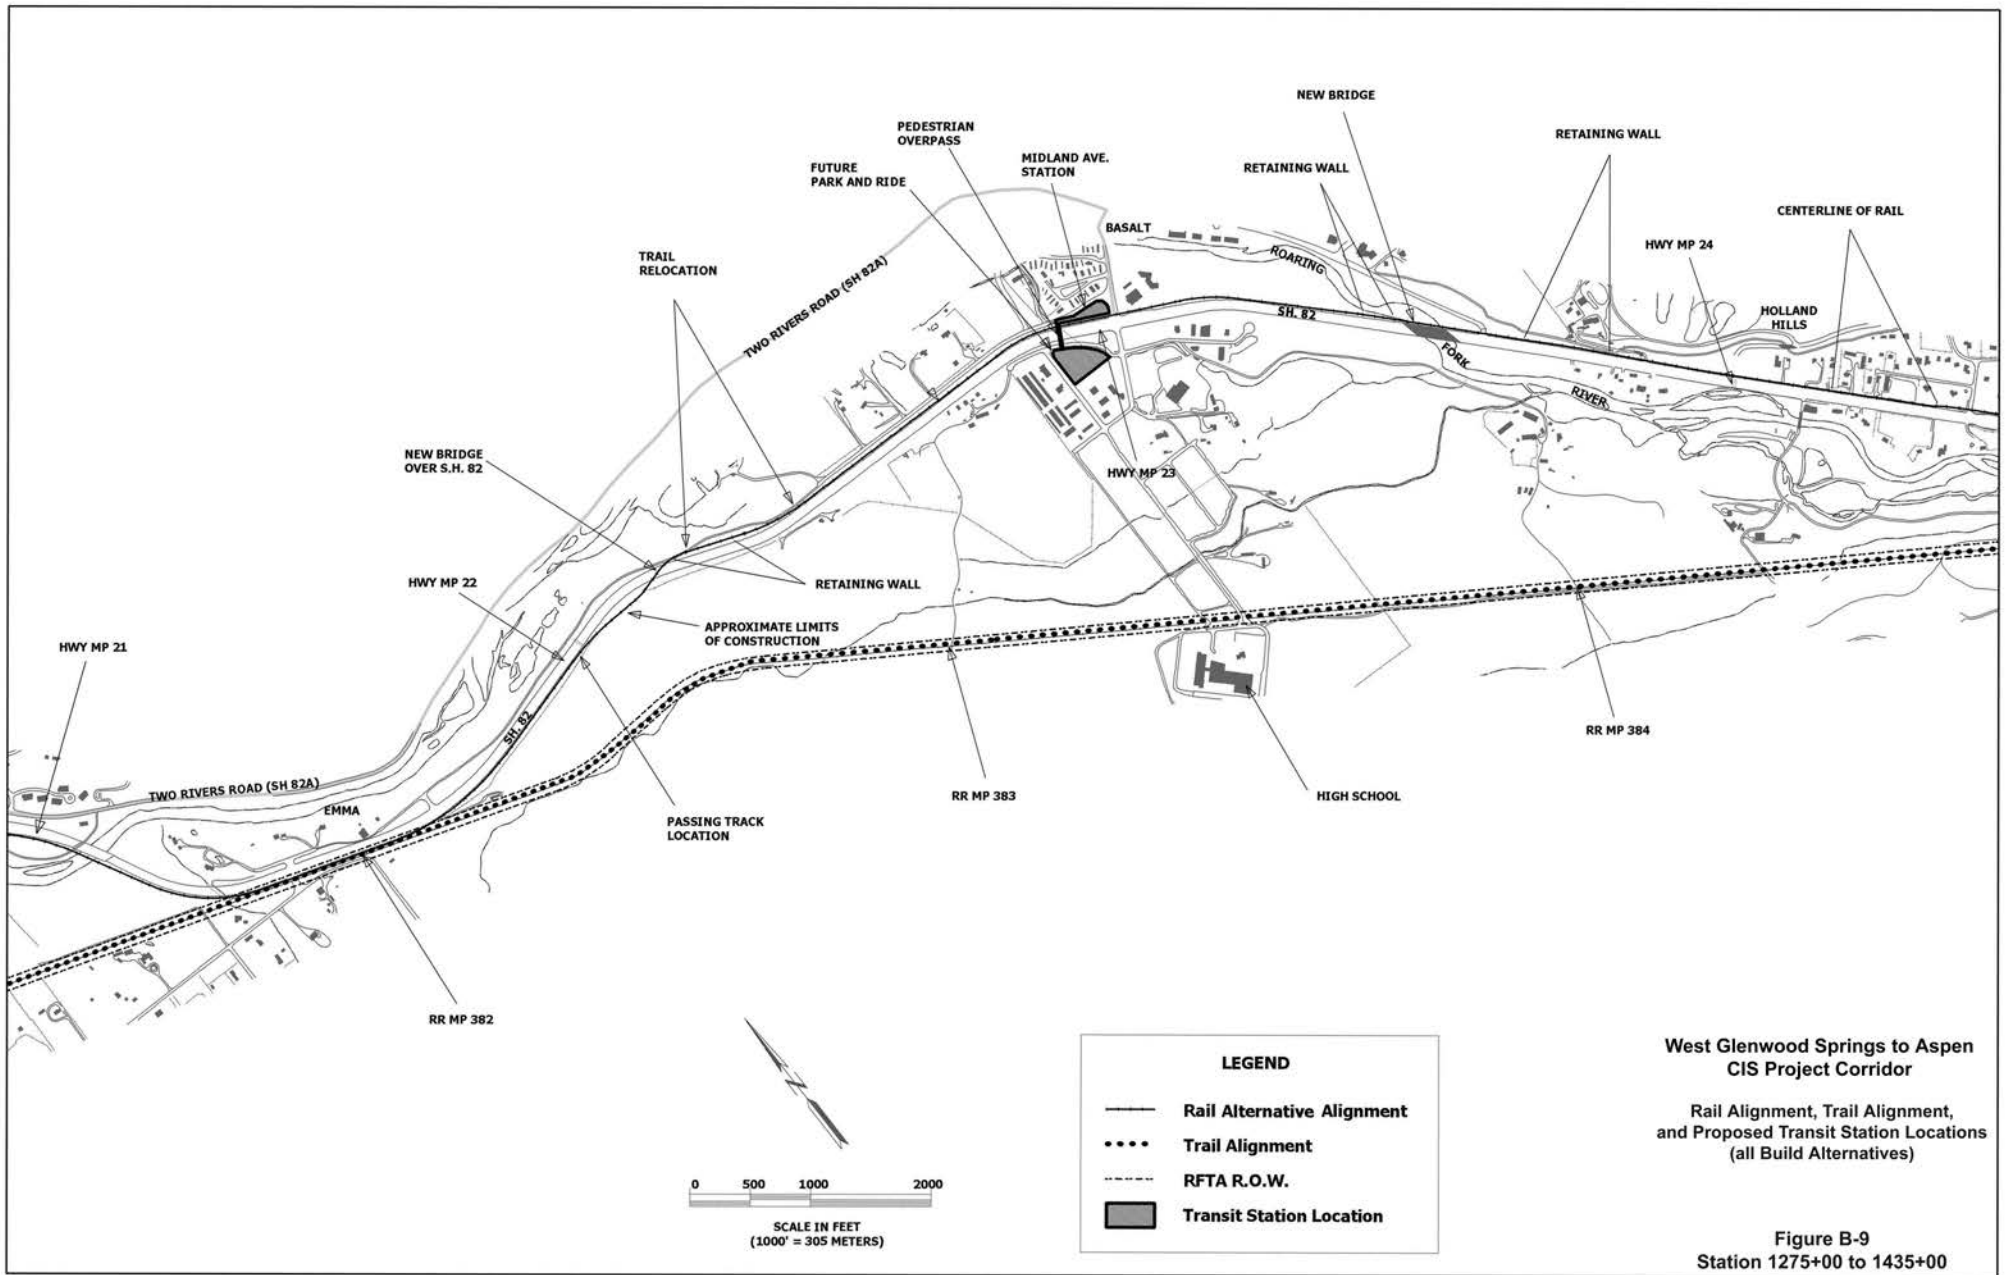 NEW BRIDGE
PEDESTRIAN
OVERPASS
RETAINING WALL
MIDLAND AVE.
STATION
FUTURE
PARK AND RIDE
RETAINING WALL
CENTERLINE OF RAIL
BASALT
ROARING
HWY MP 24
TRAIL
RELOCATION
TWO RIVERS ROAD (SH 82A)
SH. 82
HOLLAND
HILLS
FORK
RIVER
NEW BRIDGE
OVER S.H. 82
HWY MP 23
HWY MP 22
RETAINING WALL
APPROXIMATE LIMITS
OF CONSTRUCTION
HWY MP 21
SH. 82
RR MP 384
TWO RIVERS ROAD (SH 82A)
EMMA
RR MP 383
HIGH SCHOOL
PASSING TRACK
LOCATION
RR MP 382
N
LEGEND
Rail Alternative Alignment
Trail Alignment
RFTA R.O.W.
Transit Station Location
0 500 1000 2000
SCALE IN FEET
(1000' = 305 METERS)
West Glenwood Springs to Aspen
CIS Project Corridor
Rail Alignment, Trail Alignment,
and Proposed Transit Station Locations
(all Build Alternatives)
Figure B-9
Station 1275+00 to 1435+00